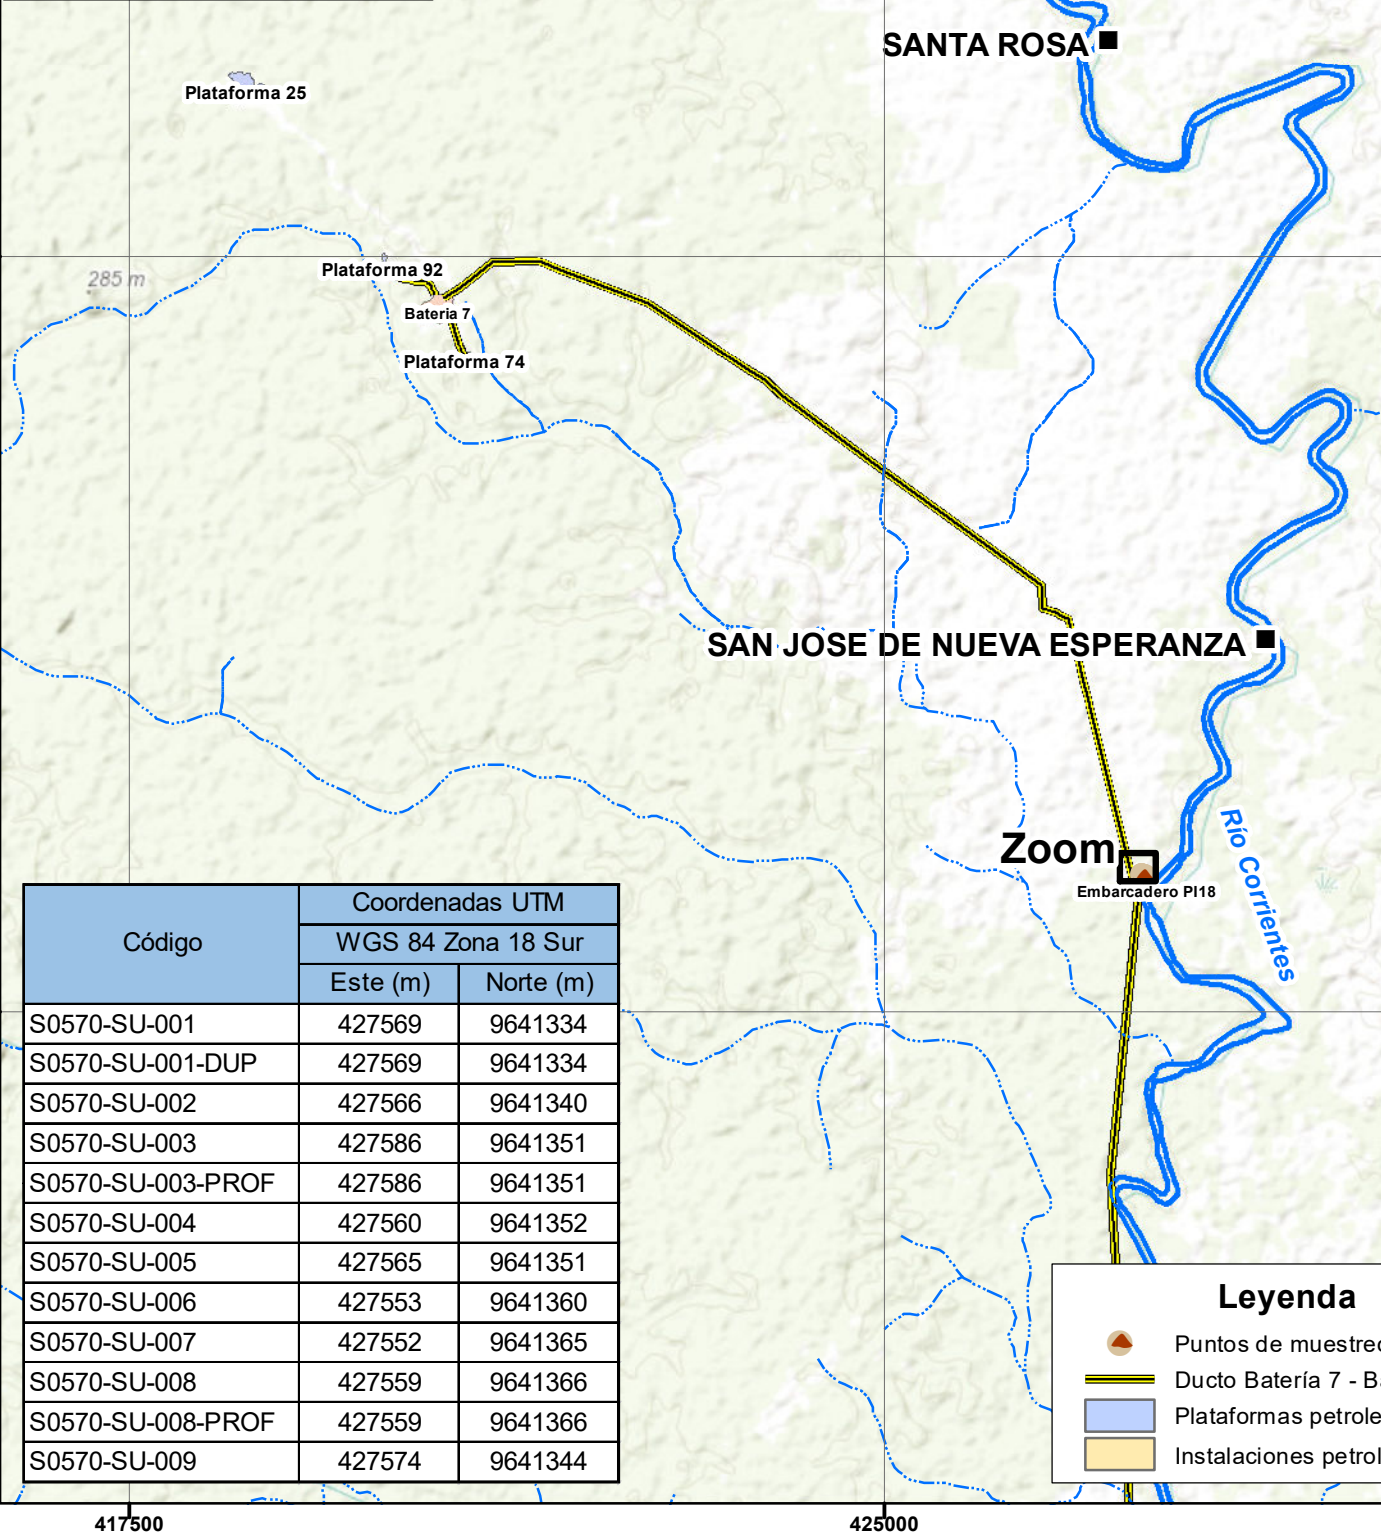 SANTA ROSA
Plataforma 25
Plataforma 92
285 m
Bateria 7
Plataforma 74
SAN JOSE DE NUEVA ESPERANZA
Río Corrientes
Zoom
Embarcadero PI18
Código
Coordenadas UTM
WGS 84 Zona 18 Sur
Este (m) Norte (m)
S0570-SU-001 427569 9641334
S0570-SU-001-DUP 427569 9641334
S0570-SU-002 427566 9641340
S0570-SU-003 427586 9641351
S0570-SU-003-PROF 427586 9641351
S0570-SU-004 427560 9641352
S0570-SU-005 427565 9641351
S0570-SU-006 427553 9641360
S0570-SU-007 427552 9641365
S0570-SU-008 427559 9641366
S0570-SU-008-PROF 427559 9641366
S0570-SU-009 427574 9641344
Leyenda
Puntos de muestreo
Ducto Batería 7 - Ba
Plataformas petrole
Instalaciones petrol
417500 425000